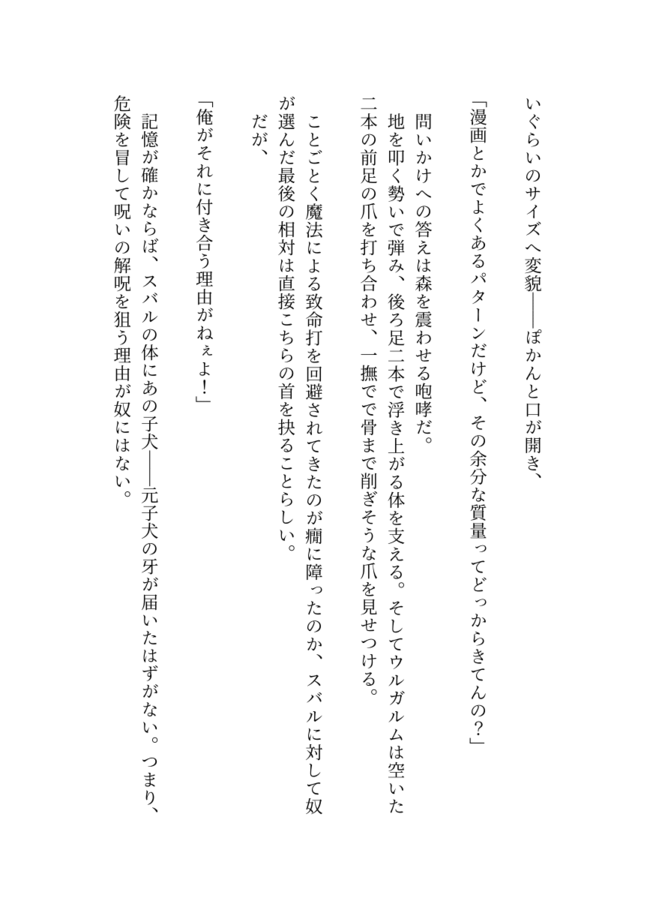 いぐらいのサイズへ変貌――ぽかんと口が開き、
「漫画とかでよくあるパターンだけど、その余分な質量ってどっからきてんの？」
問いかけへの答えは森を震わせる咆哮だ。
地を叩く勢いで弾み、後ろ足二本で浮き上がる体を支える。そしてウルガルムは空いた
二本の前足の爪を打ち合わせ、一撫でで骨まで削ぎそうな爪を見せつける。
ことごとく魔法による致命打を回避されてきたのが癇に障ったのか、スバルに対して奴
が選んだ最後の相対は直接こちらの首を抉ることらしい。
だが、
「俺がそれに付き合う理由がねぇよ！」
記憶が確かならば、スバルの体にあの子犬――元子犬の牙が届いたはずがない。つまり、
危険を冒して呪いの解呪を狙う理由が奴にはない。